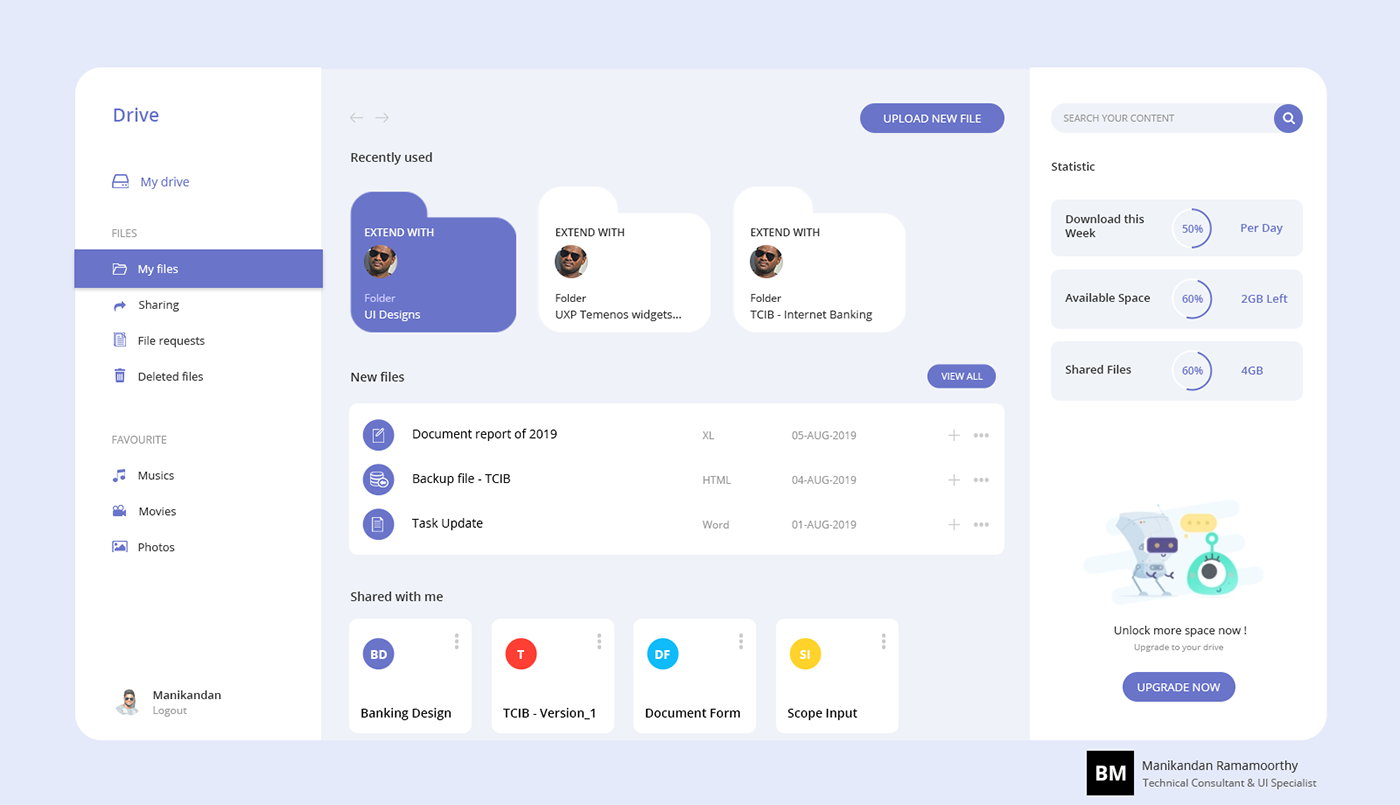 Drive
My drive
FILES
My files
Sharing
File requests
Deleted files
FAVOURITE
Musics
Movies
Photos
Manikandan
Logout
UPLOAD NEW FILE
Recently used
EXTEND WITH
Folder
UI Designs
EXTEND WITH
Folder
UXP Temenos widgets...
EXTEND WITH
Folder
TCIB - Internet Banking
New files
VIEW ALL
Document report of 2019 XL 05-AUG-2019
Backup file - TCIB HTML 04-AUG-2019
Task Update Word 01-AUG-2019
Shared with me
BD
Banking Design
T
TCIB - Version_1
DF
Document Form
SI
Scope Input
SEARCH YOUR CONTENT
Statistic
Download this
Week
50%
Per Day
Available Space 60% 2GB Left
Shared Files 60% 4GB
Unlock more space now !
Upgrade to your drive
UPGRADE NOW
BM
Manikandan Ramamoorthy
Technical Consultant & UI Specialist